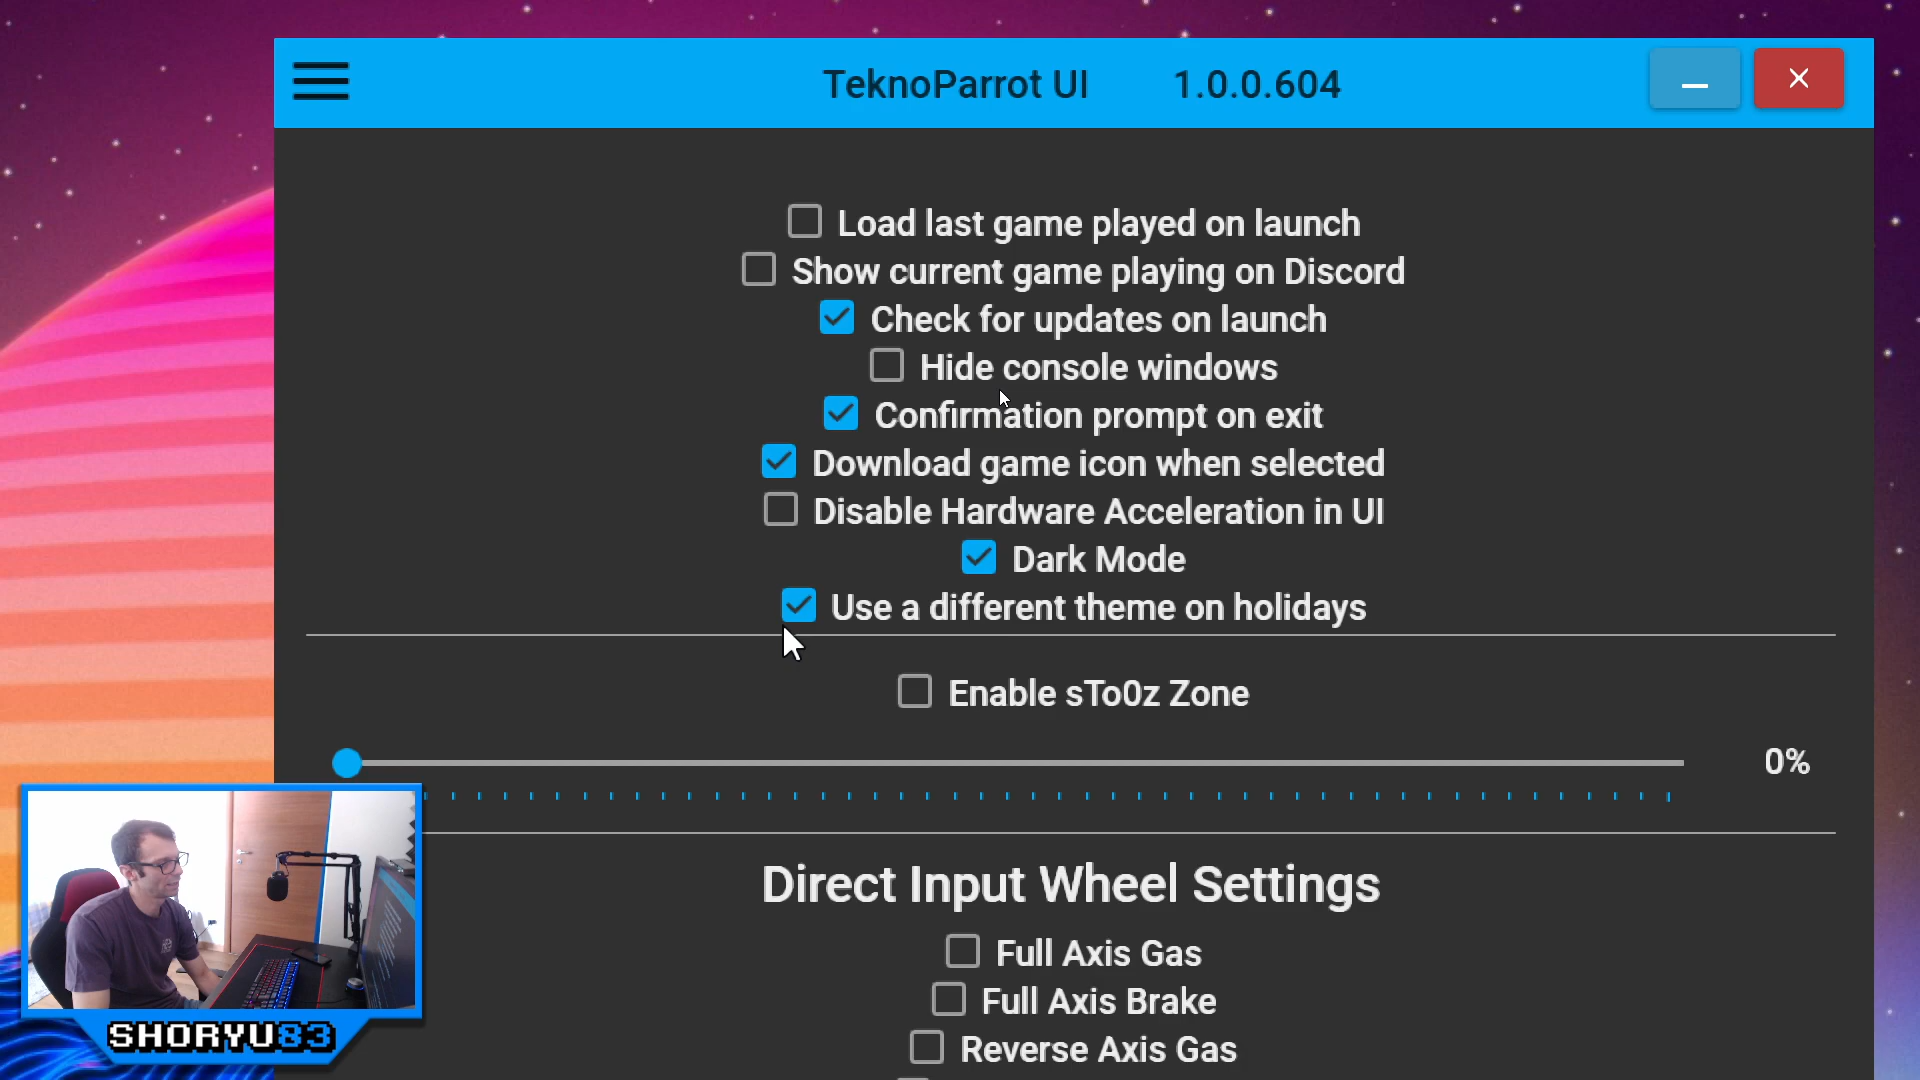 TeknoParrot UI 1.0.0.604
Load last game played on launch
Show current game playing on Discord
Check for updates on launch
Hide console windows
Confirmation prompt on exit
Download game icon when selected
Disable Hardware Acceleration in UI
Dark Mode
Use a different theme on holidays
Enable sTo0z Zone
0%
Direct Input Wheel Settings
Full Axis Gas
Full Axis Brake
Reverse Axis Gas
SHORYU83